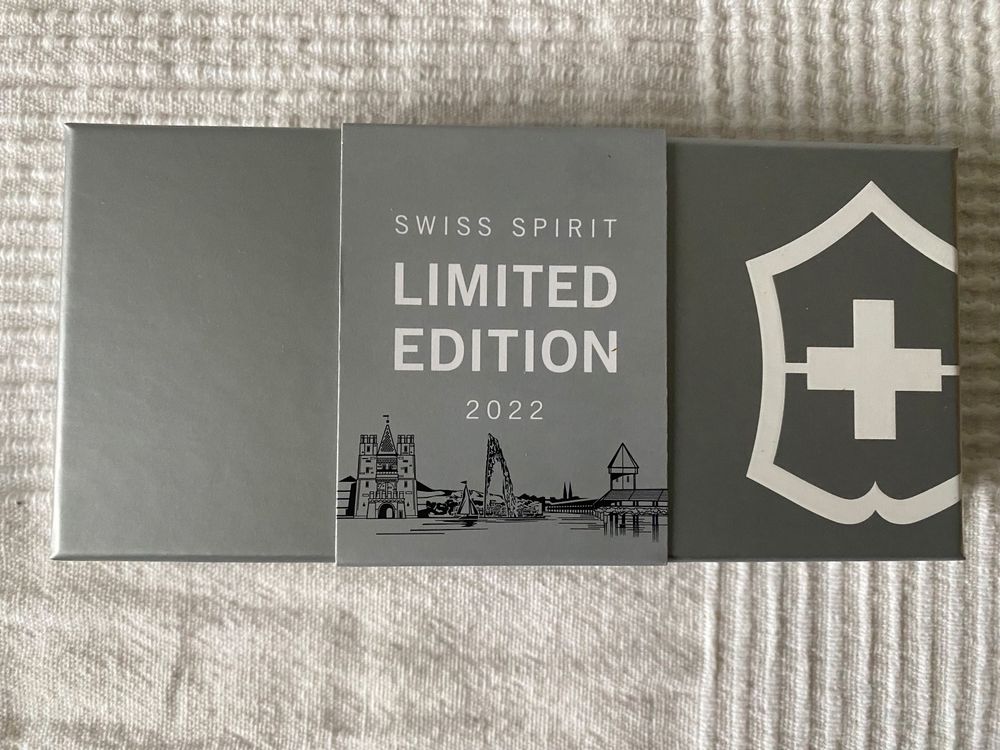 SWISS SPIRIT
LIMITED
EDITION
2022